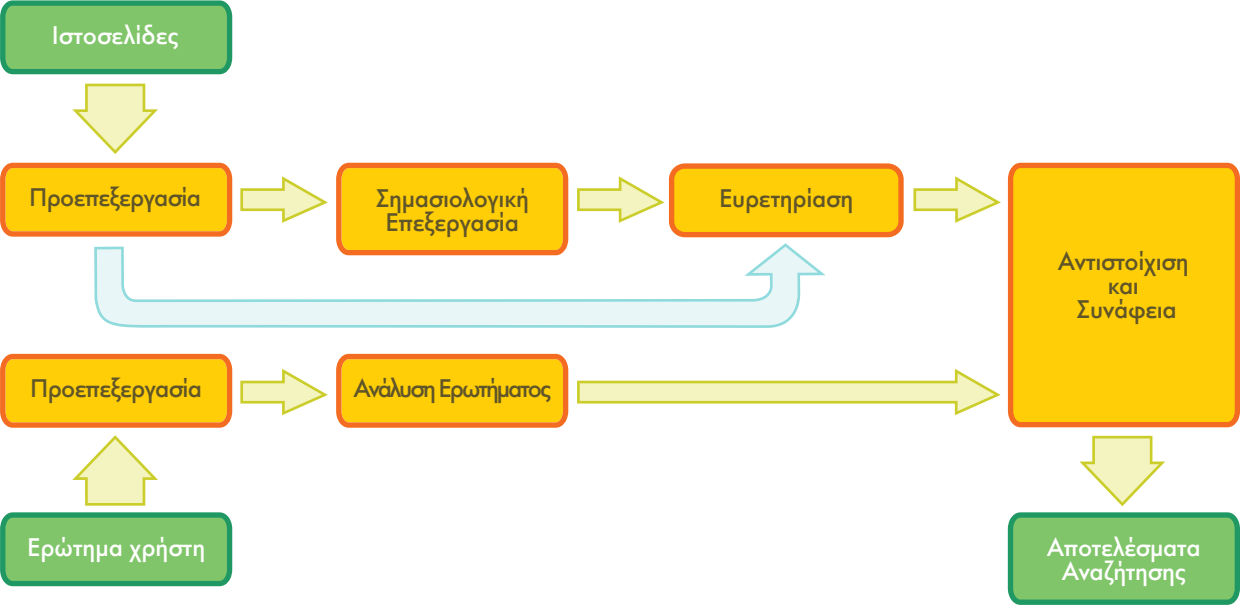 Ιστοσελίδες
Προεπεξεργασία
Σημασιολογική
Επεξεργασία
Ευρετηρίαση
Αντιστοίχιση
και
Συνάφεια
Προεπεξεργασία
Ανάλυση Ερωτήματος
Ερώτημα χρήστη
Αποτελέσματα
Αναζήτησης